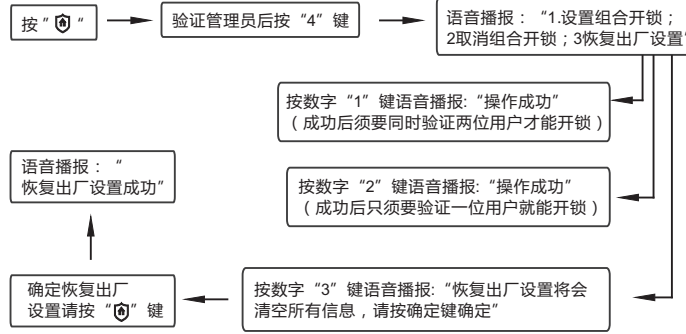 按“ ”
验证管理员后按“4”键
语音播报：“1.设置组合开锁；
2取消组合开锁；3恢复出厂设置”
按数字“1”键语音播报:“操作成功”
（成功后须要同时验证两位用户才能开锁）
按数字“2”键语音播报:“操作成功”
（成功后只须要验证一位用户就能开锁）
按数字“3”键语音播报:“恢复出厂设置将会
清空所有信息，请按确定键确定”
确定恢复出厂
设置请按“ ”键
语音播报：“
恢复出厂设置成功”